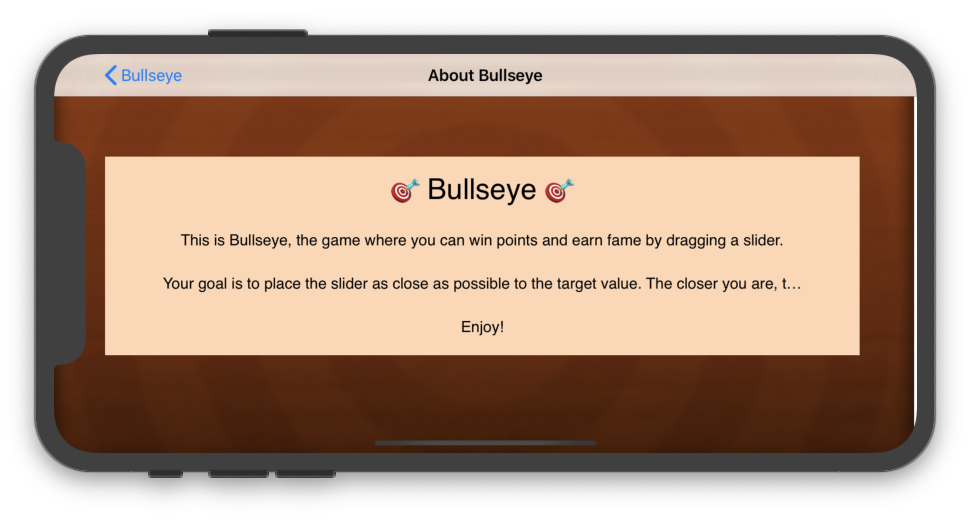 Bullseye
About Bullseye
🎯 Bullseye 🎯
This is Bullseye, the game where you can win points and earn fame by dragging a slider.
Your goal is to place the slider as close as possible to the target value. The closer you are, t…
Enjoy!